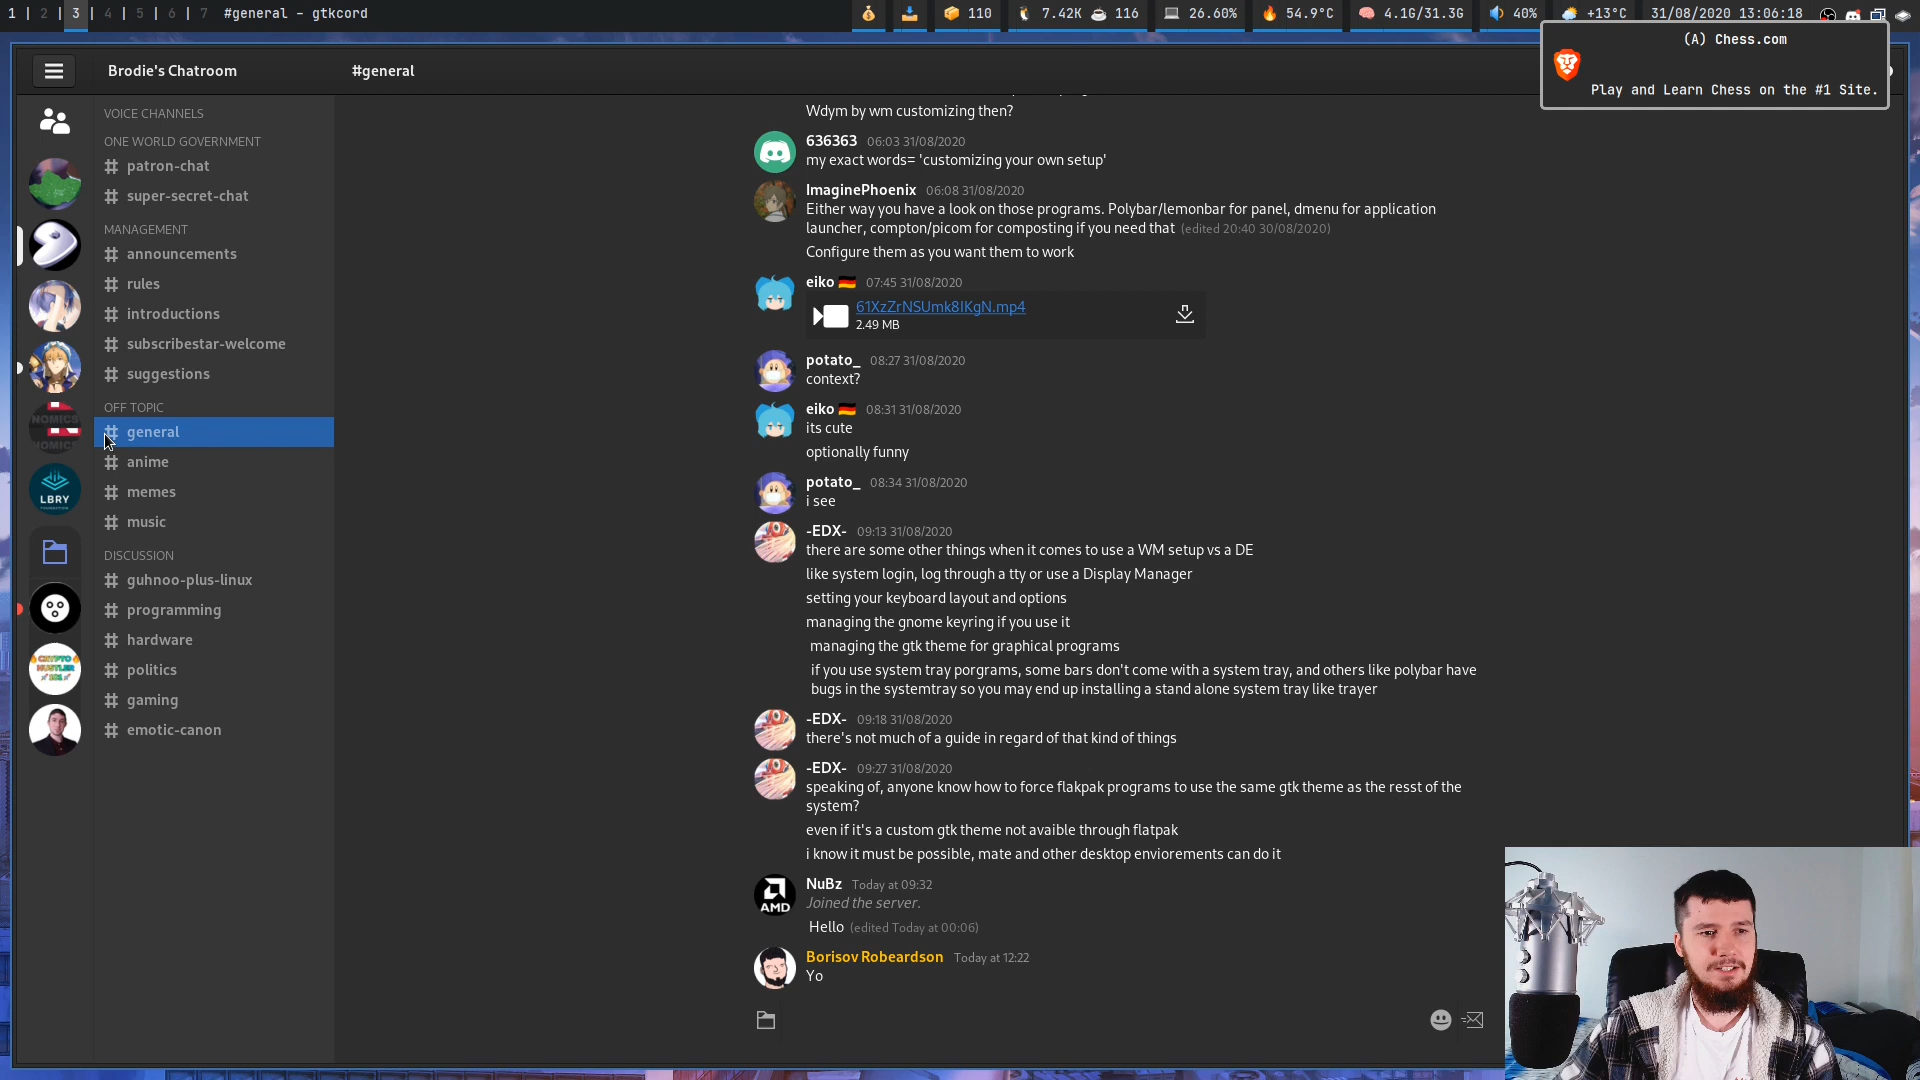 1 | 2 | 3 | 4 | 5 | 6 | 7 #general - gtkcord
110 7.42K 116 26.60% 54.9°C 4.1G/31.3G 40% +13°C 31/08/2020 13:06:18
(A) Chess.com
Play and Learn Chess on the #1 Site.
Brodie's Chatroom
#general
VOICE CHANNELS
ONE WORLD GOVERNMENT
# patron-chat
# super-secret-chat
MANAGEMENT
# announcements
# rules
# introductions
# subscribestar-welcome
# suggestions
OFF TOPIC
# general
# anime
# memes
# music
DISCUSSION
# guhnoo-plus-linux
# programming
# hardware
# politics
# gaming
# emotic-canon
NOMICS
LBRY
CRYPTO
HUSTLER
Wdym by wm customizing then?
636363 06:03 31/08/2020
my exact words= 'customizing your own setup'
ImaginePhoenix 06:08 31/08/2020
Either way you have a look on those programs. Polybar/lemonbar for panel, dmenu for application
launcher, compton/picom for composting if you need that (edited 20:40 30/08/2020)
Configure them as you want them to work
eiko 🇩🇪 07:45 31/08/2020
61XzZrNSUmk8IKgN.mp4
2.49 MB
potato_ 08:27 31/08/2020
context?
eiko 🇩🇪 08:31 31/08/2020
its cute
optionally funny
potato_ 08:34 31/08/2020
i see
-EDX- 09:13 31/08/2020
there are some other things when it comes to use a WM setup vs a DE
like system login, log through a tty or use a Display Manager
setting your keyboard layout and options
managing the gnome keyring if you use it
managing the gtk theme for graphical programs
if you use system tray porgrams, some bars don't come with a system tray, and others like polybar have
bugs in the systemtray so you may end up installing a stand alone system tray like trayer
-EDX- 09:18 31/08/2020
there's not much of a guide in regard of that kind of things
-EDX- 09:27 31/08/2020
speaking of, anyone know how to force flakpak programs to use the same gtk theme as the resst of the
system?
even if it's a custom gtk theme not avaible through flatpak
i know it must be possible, mate and other desktop enviorements can do it
AMD
NuBz Today at 09:32
Joined the server.
Hello (edited Today at 00:06)
Borisov Robeardson Today at 12:22
Yo